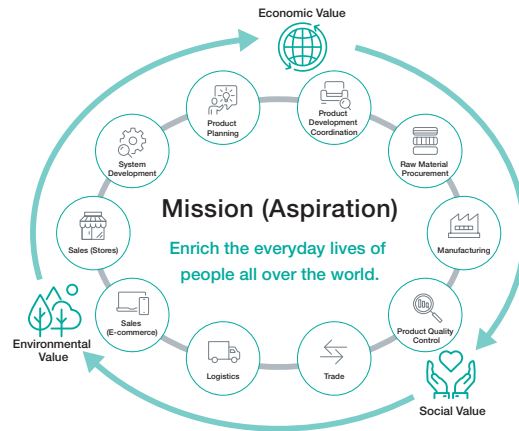 Economic Value
Product
Planning
Product
Development
Coordination
System
Development
Raw Material
Procurement
Mission (Aspiration)
Enrich the everyday lives of
people all over the world.
Sales (Stores)
Manufacturing
Sales
(E-commerce)
Product Quality
Control
Environmental
Value
Logistics
Trade
Social Value